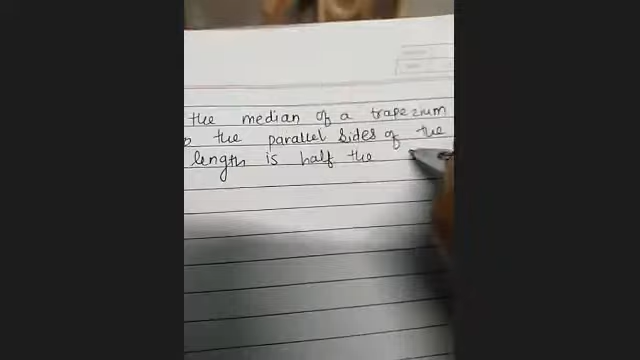 the median of a trapezium
the parallel sides of the
length is half the